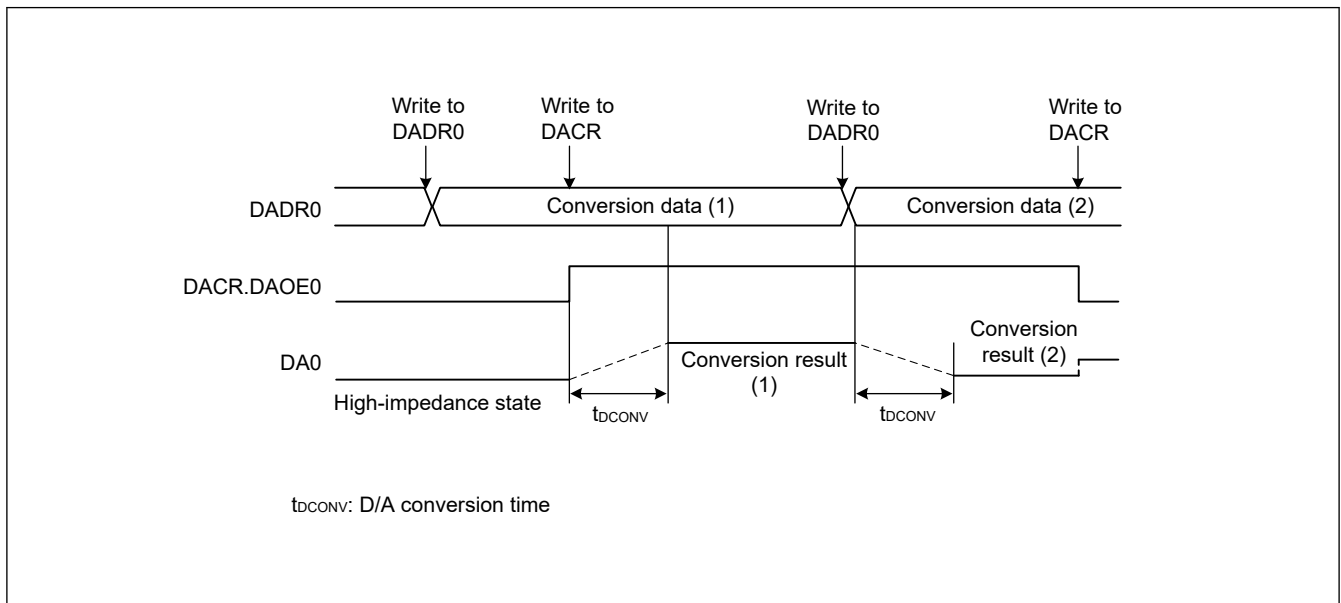 Write to
DADR0
Write to
DACR
Write to
DADR0
Write to
DACR
DADR0
Conversion data (1)
Conversion data (2)
DACR.DAOE0
DA0
Conversion result
(1)
Conversion
result (2)
High-impedance state
tDCONV
tDCONV
tDCONV: D/A conversion time